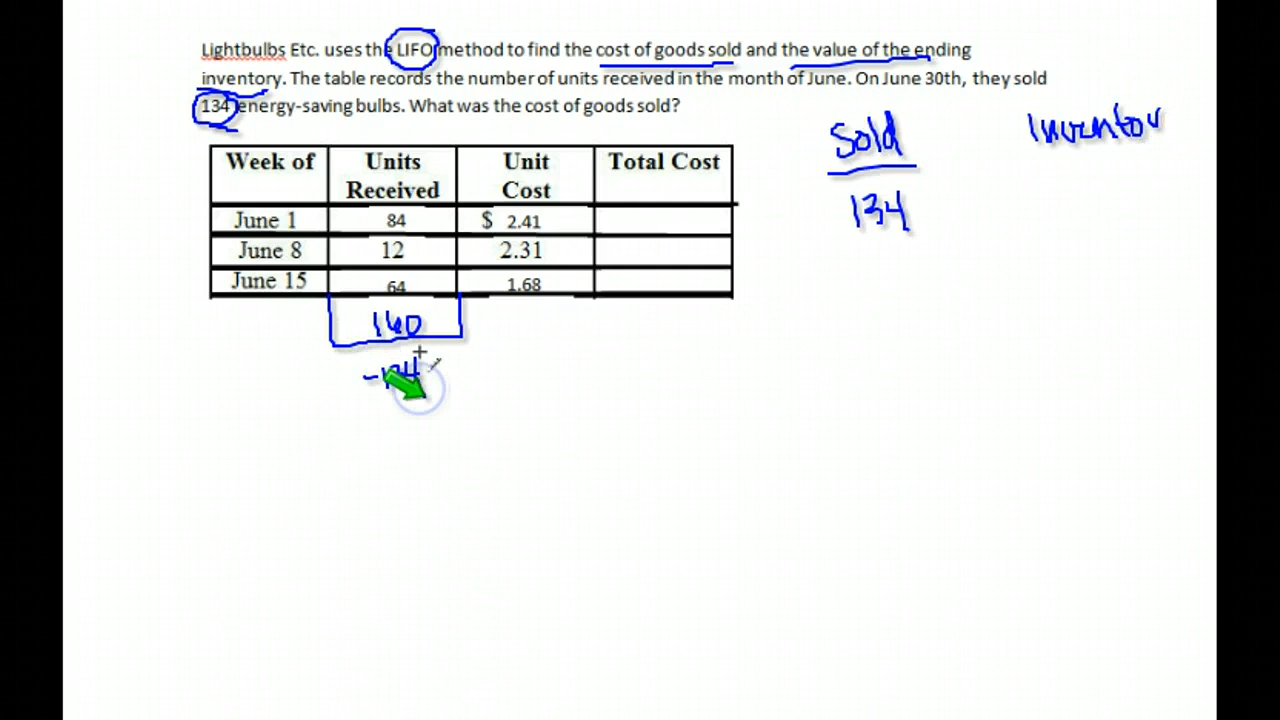 Lightbulbs Etc. uses the LIFO method to find the cost of goods sold and the value of the ending
inventory. The table records the number of units received in the month of June. On June 30th, they sold
134 energy-saving bulbs. What was the cost of goods sold?
Sold
Inventor
134
Week of Units Received Unit Cost Total Cost
June 1 84 $ 2.41
June 8 12 2.31
June 15 64 1.68
160